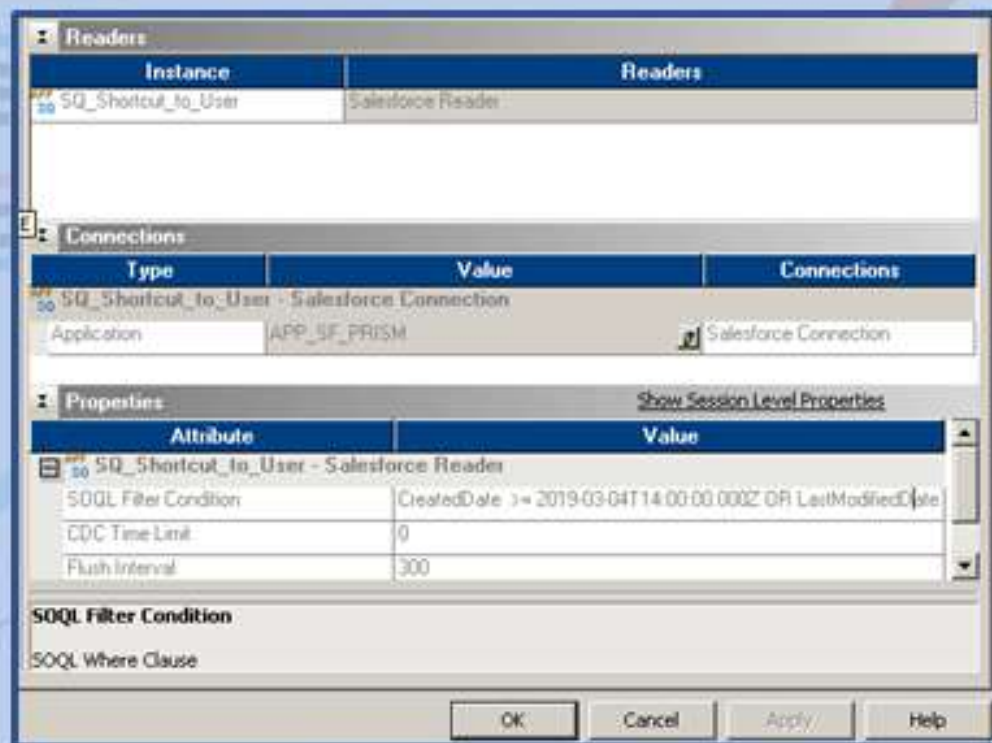 Readers
Instance Readers
SQ_Shortcut_to_User Salesforce Reader
E
Connections
Type Value Connections
SQ_Shortcut_to_User - Salesforce Connection
Application APP_SF_PRISM Salesforce Connection
Properties Show Session Level Properties
Attribute Value
SQ_Shortcut_to_User - Salesforce Reader
SOQL Filter Condition CreatedDate >= 2019-03-04T14:00:00.000Z OR LastModifiedDate
CDC Time Limit 0
Flush Interval 300
SOQL Filter Condition
SOQL Where Clause
OK Cancel Apply Help